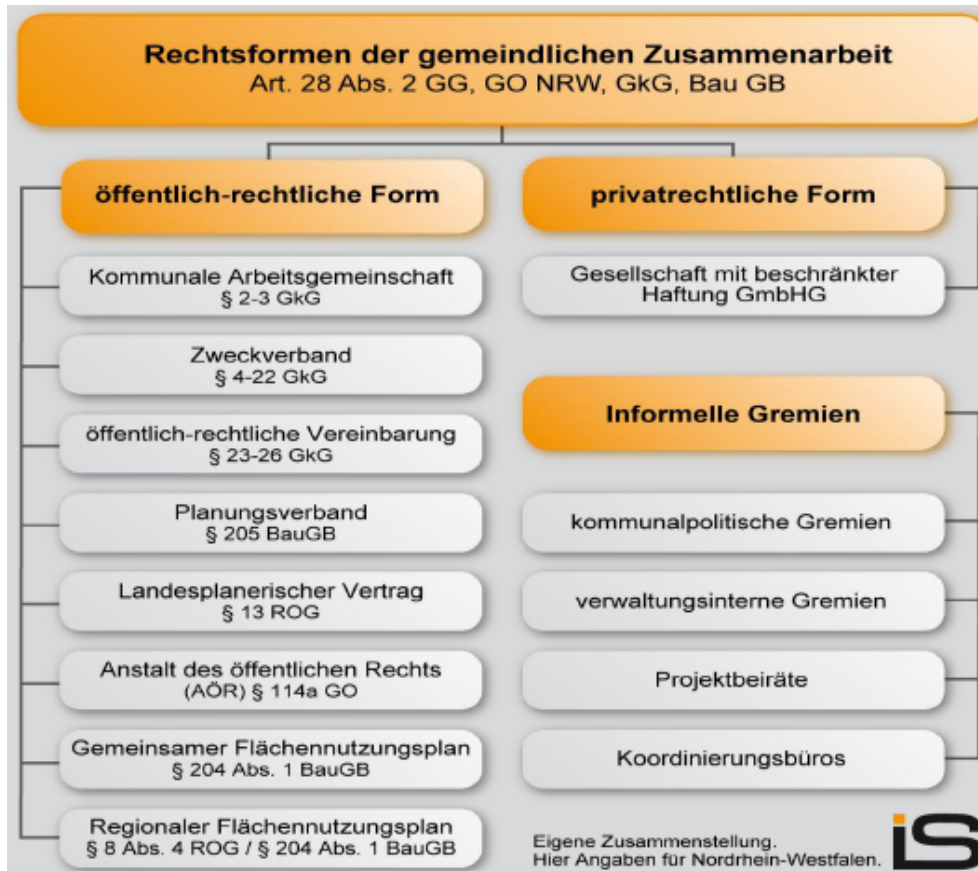 Rechtsformen der gemeindlichen Zusammenarbeit
Art. 28 Abs. 2 GG, GO NRW, GkG, Bau GB
öffentlich-rechtliche Form
Kommunale Arbeitsgemeinschaft
§ 2-3 GkG
Zweckverband
§ 4-22 GkG
öffentlich-rechtliche Vereinbarung
§ 23-26 GkG
Planungsverband
§ 205 BauGB
Landesplanerischer Vertrag
§ 13 ROG
Anstalt des öffentlichen Rechts
(AÖR) § 114a GO
Gemeinsamer Flächennutzungsplan
§ 204 Abs. 1 BauGB
Regionaler Flächennutzungsplan
§ 8 Abs. 4 ROG / § 204 Abs. 1 BauGB
privatrechtliche Form
Gesellschaft mit beschränkter
Haftung GmbHG
Informelle Gremien
kommunalpolitische Gremien
verwaltungsinterne Gremien
Projektbeiräte
Koordinierungsbüros
Eigene Zusammenstellung.
Hier Angaben für Nordrhein-Westfalen.
iLS